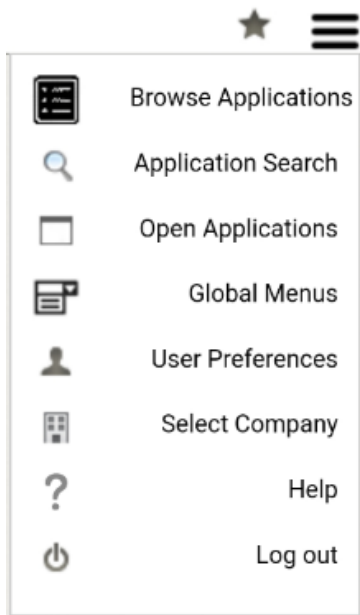 Browse Applications
Application Search
Open Applications
Global Menus
User Preferences
Select Company
Help
Log out